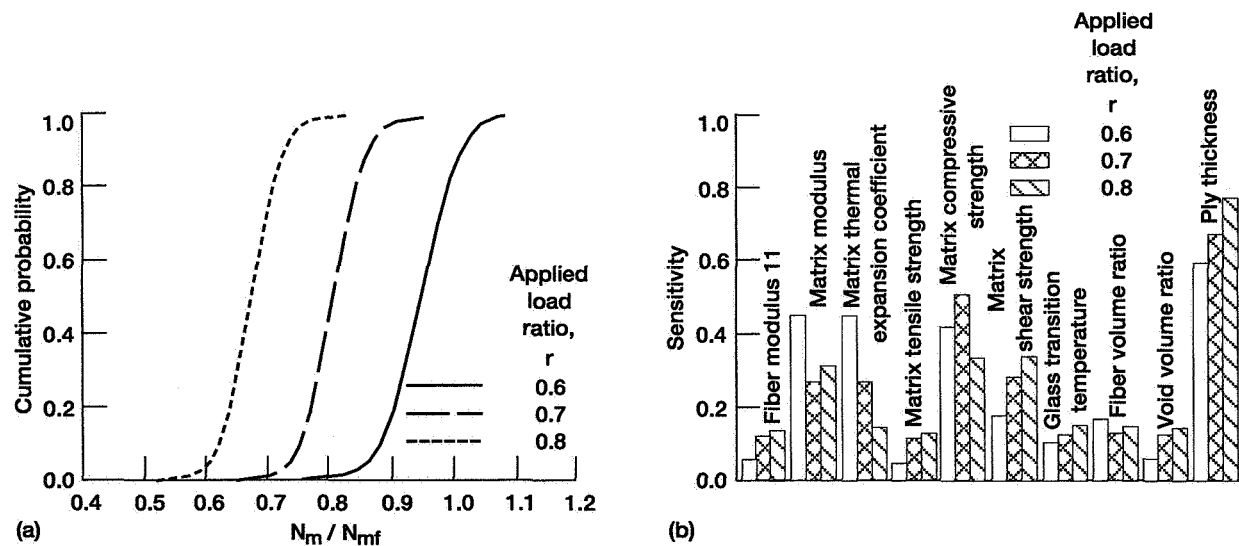 1.0
0.8
0.6
0.4
0.2
0.0
Cumulative probability
0.4 0.5 0.6 0.7 0.8 0.9 1.0 1.1 1.2
Nm / Nmf
Applied
load
ratio,
r
0.6
0.7
0.8
(a)
Applied
load
ratio,
r
0.6
0.7
0.8
1.0
0.8
0.6
0.4
0.2
0.0
Sensitivity
Fiber modulus 11
Matrix modulus
Matrix thermal
expansion coefficient
Matrix tensile strength
Matrix compressive
strength
Matrix
shear strength
Glass transition
temperature
Fiber volume ratio
Void volume ratio
Ply thickness
(b)